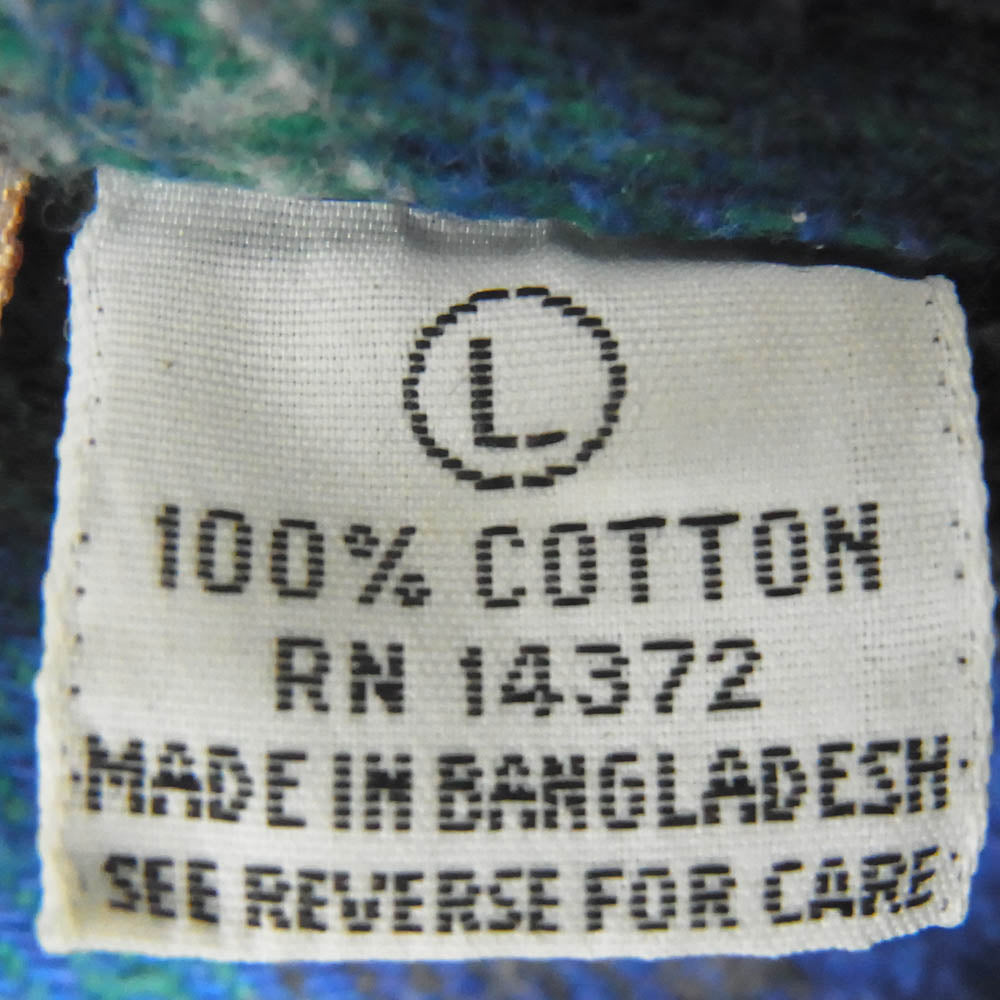 L
100% COTTON
RN 14372
MADE IN BANGLADESH
SEE REVERSE FOR CARE